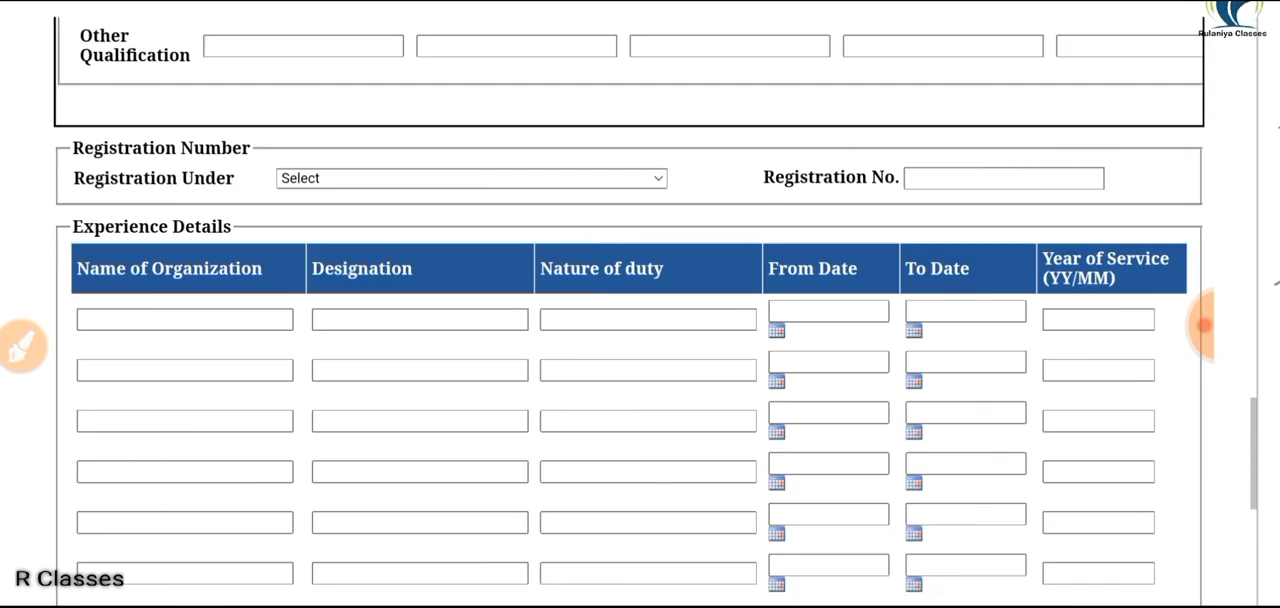 Rulaniya Classes
Other
Qualification
Registration Number
Registration Under Select Registration No.
Experience Details
Name of Organization Designation Nature of duty From Date To Date Year of Service
(YY/MM)
R Classes